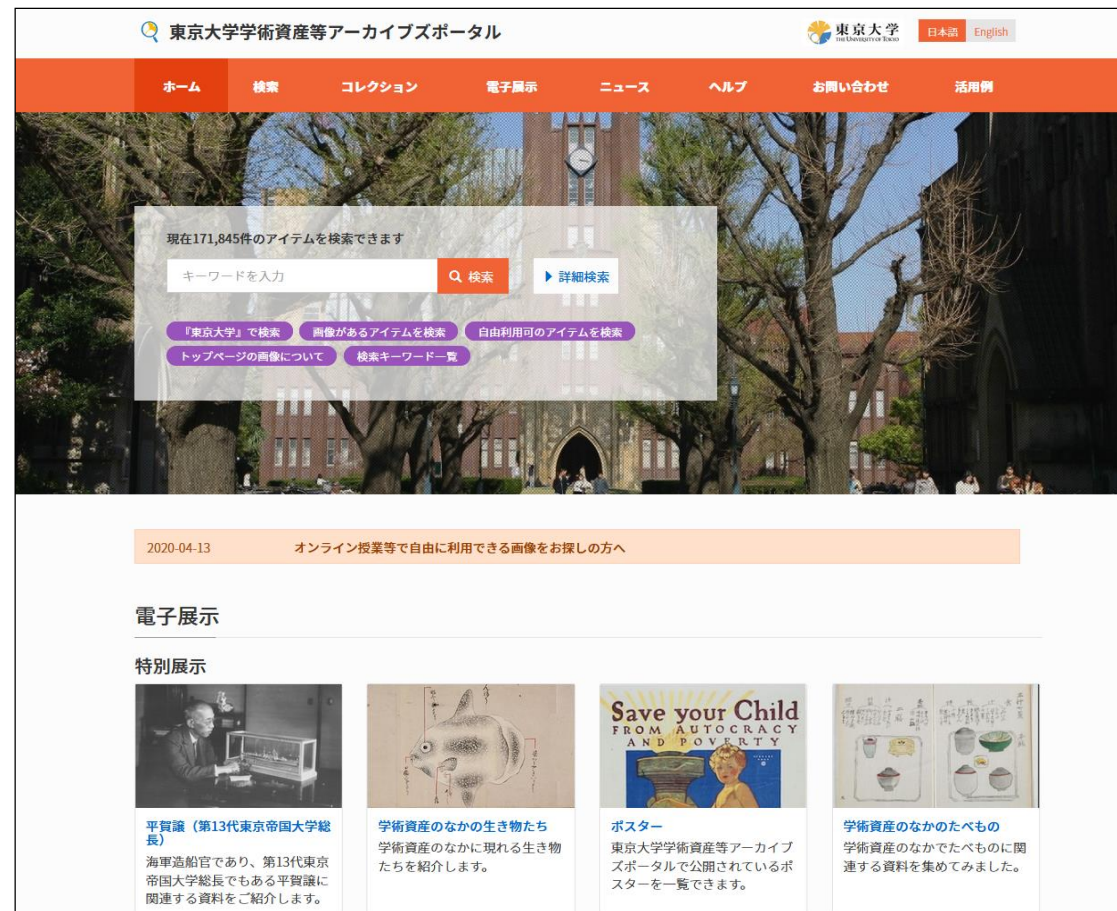 東京大学学術資産等アーカイブズポータル
東京大学
THE UNIVERSITY OF TOKYO
日本語 English
ホーム 検索 コレクション 電子展示 ニュース ヘルプ お問い合わせ 活用例
現在171,845件のアイテムを検索できます
キーワードを入力 検索 詳細検索
『東京大学』で検索 画像があるアイテムを検索 自由利用可のアイテムを検索
トップページの画像について 検索キーワード一覧
2020-04-13 オンライン授業等で自由に利用できる画像をお探しの方へ
電子展示
特別展示
平賀譲（第13代東京帝国大学総
長）
海軍造船官であり、第13代東京
帝国大学総長でもある平賀譲に
関連する資料をご紹介します。
学術資産のなかの生き物たち
学術資産のなかに現れる生き物
たちを紹介します。
Save your Child
FROM AUTOCRACY
AND POVERTY
ポスター
東京大学学術資産等アーカイブ
ズポータルで公開されているポ
スターを一覧できます。
学術資産のなかのたべもの
学術資産のなかでたべものに関
連する資料を集めてみました。